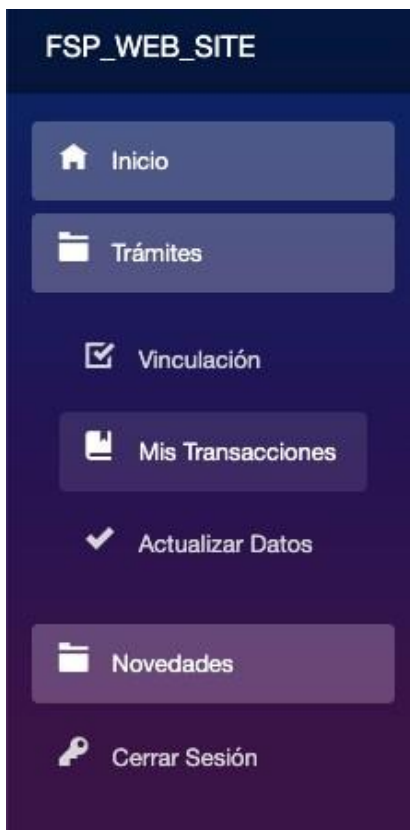 FSP_WEB_SITE
Inicio
Trámites
Vinculación
Mis Transacciones
Actualizar Datos
Novedades
Cerrar Sesión